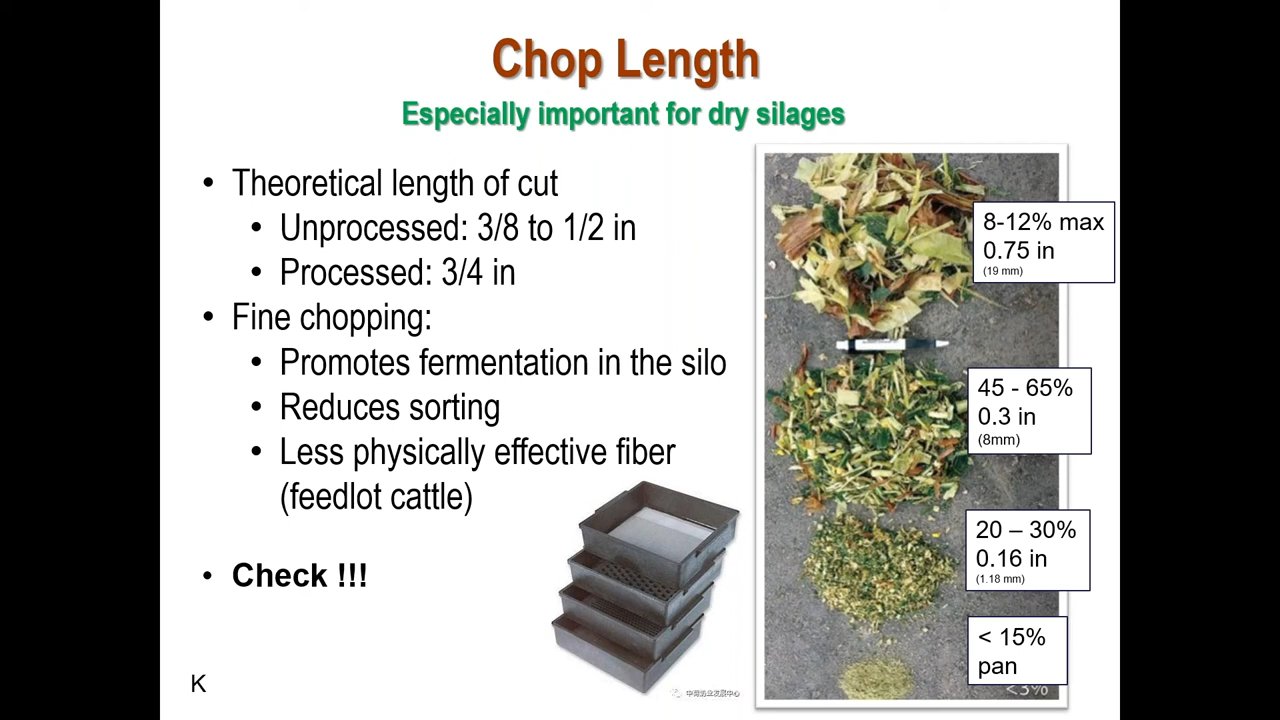 Chop Length
Especially important for dry silages
• Theoretical length of cut
• Unprocessed: 3/8 to 1/2 in
• Processed: 3/4 in
• Fine chopping:
• Promotes fermentation in the silo
• Reduces sorting
• Less physically effective fiber
(feedlot cattle)
• Check !!!
8-12% max
0.75 in
(19 mm)
45 - 65%
0.3 in
(8mm)
20 – 30%
0.16 in
(1.18 mm)
< 15%
pan
<3%
K